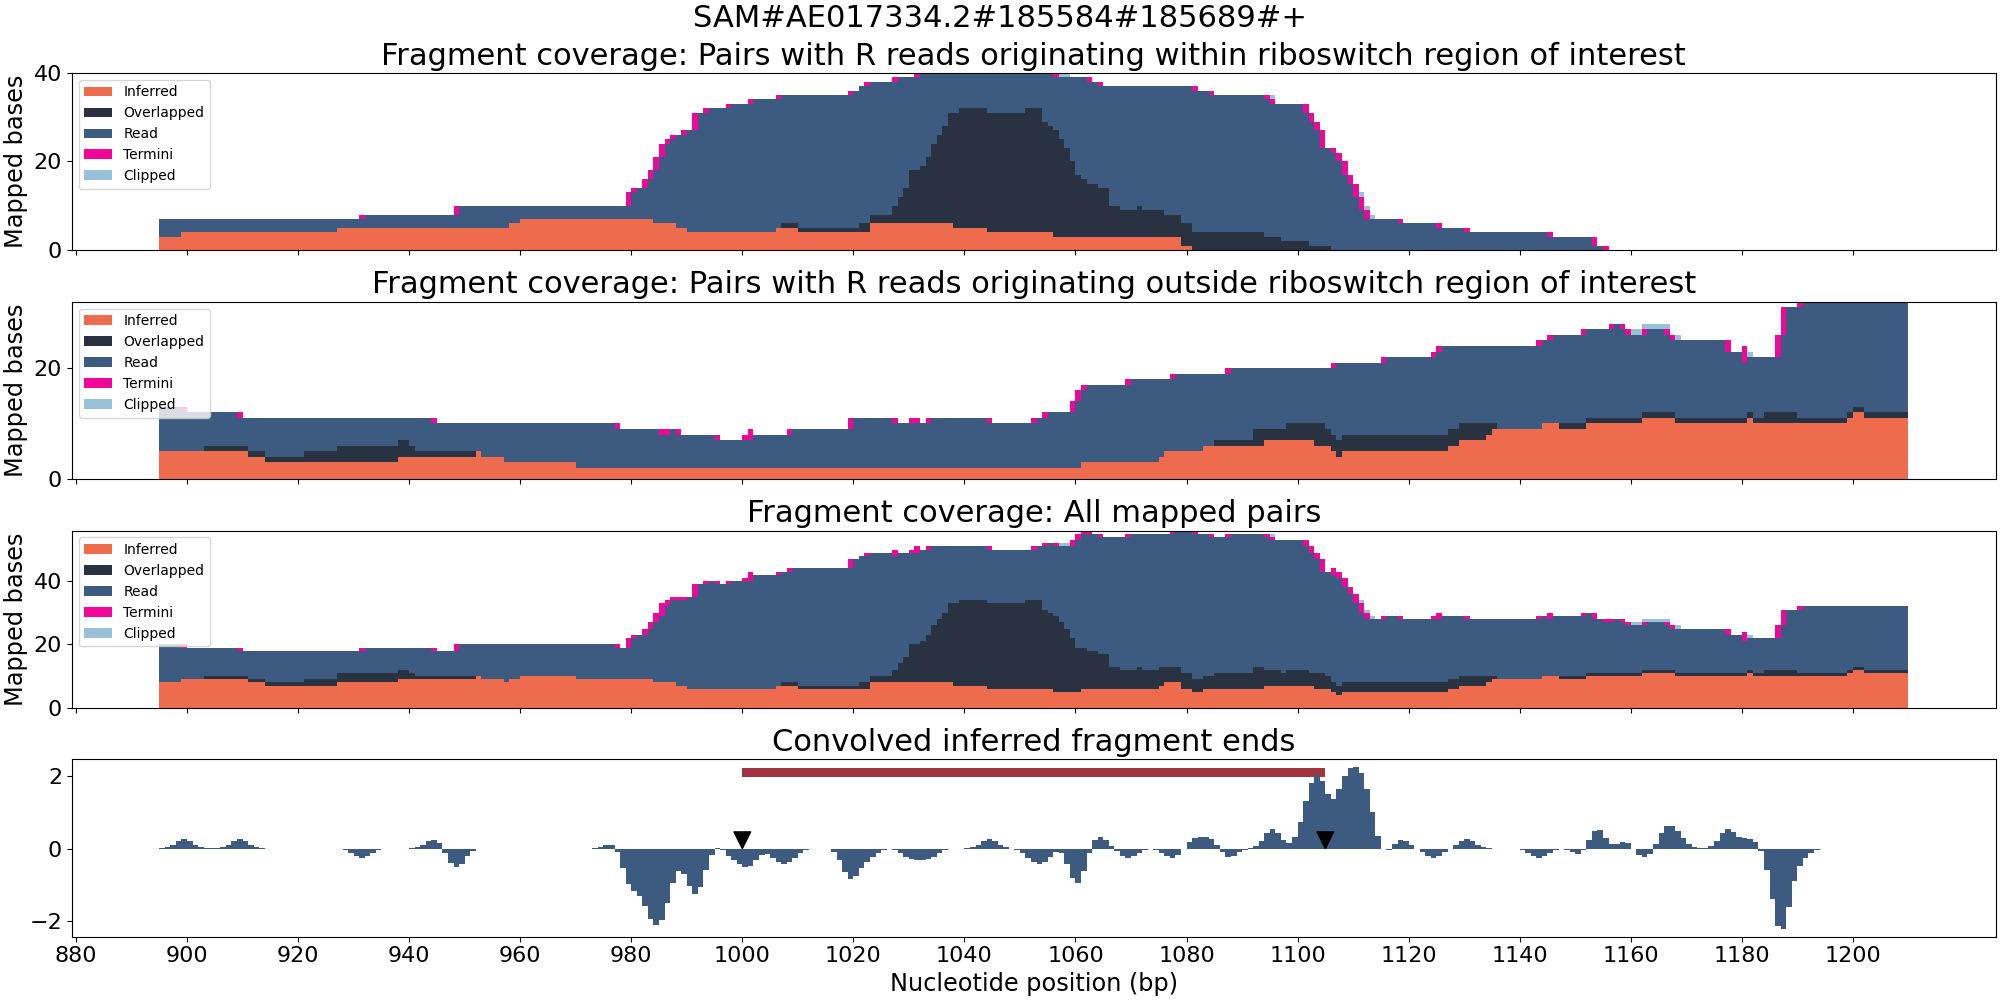 SAM#AE017334.2#185584#185689#+
Fragment coverage: Pairs with R reads originating within riboswitch region of interest
Mapped bases
40
20
0
Inferred
Overlapped
Read
Termini
Clipped
Fragment coverage: Pairs with R reads originating outside riboswitch region of interest
Mapped bases
20
0
Inferred
Overlapped
Read
Termini
Clipped
Fragment coverage: All mapped pairs
Mapped bases
40
20
0
Inferred
Overlapped
Read
Termini
Clipped
Convolved inferred fragment ends
2
0
−2
880 900 920 940 960 980 1000 1020 1040 1060 1080 1100 1120 1140 1160 1180 1200
Nucleotide position (bp)